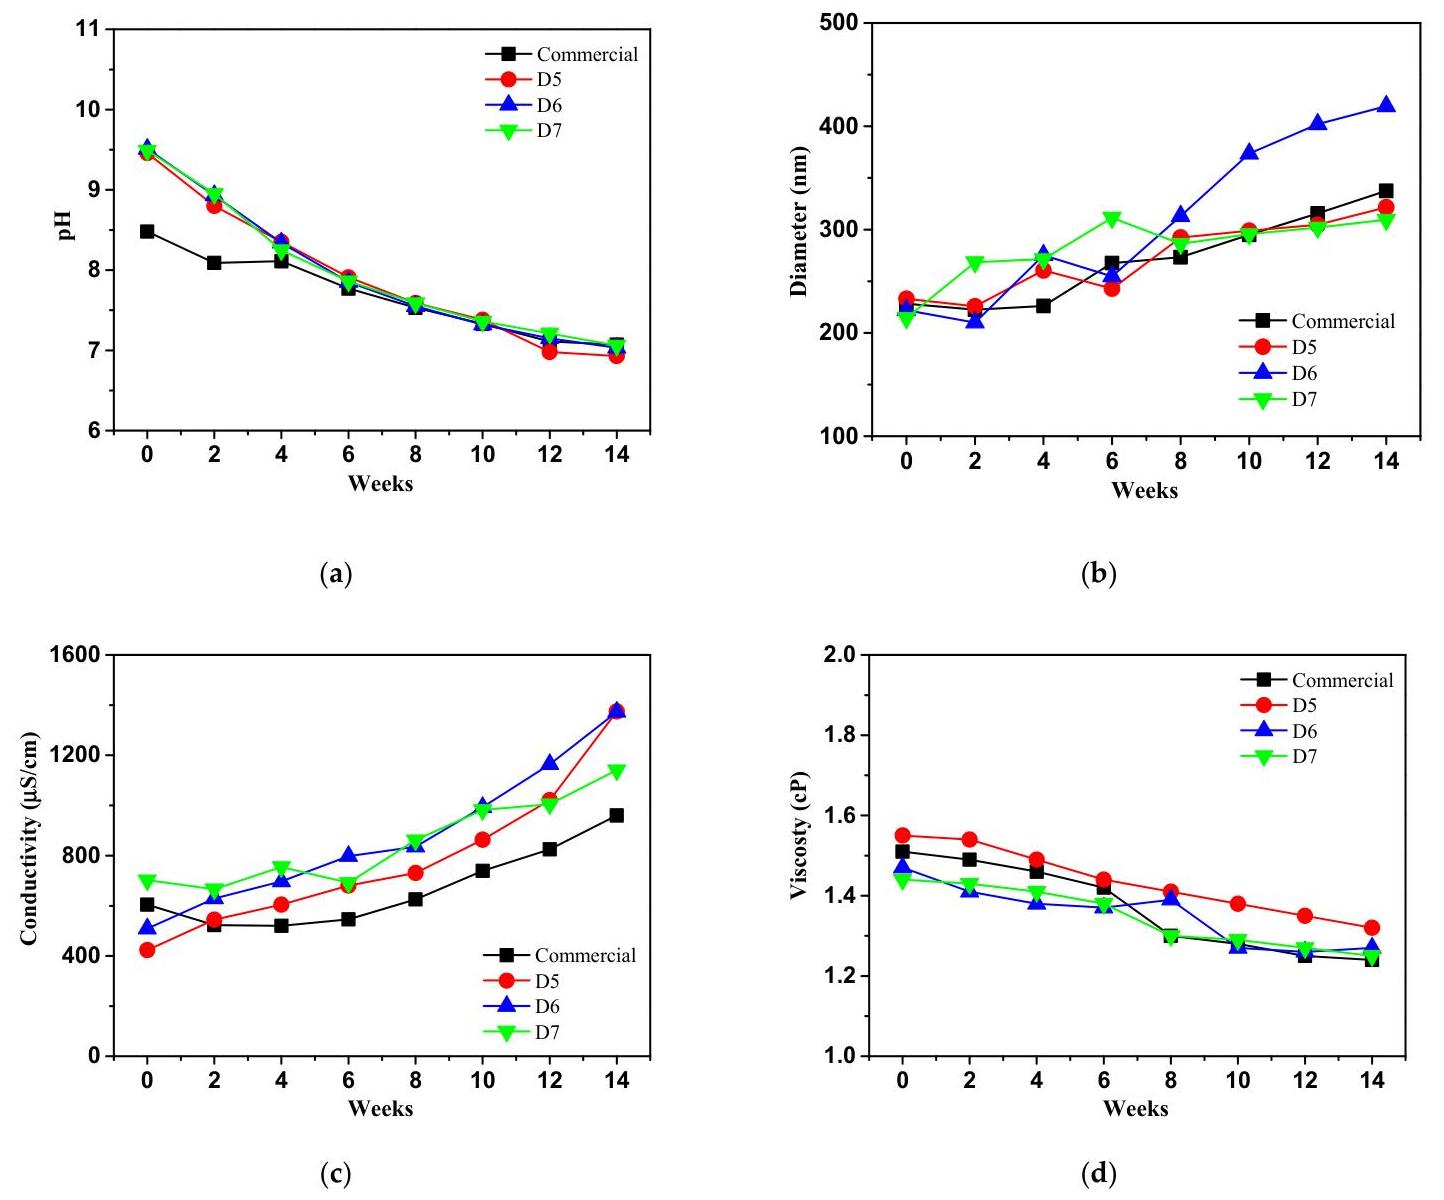 11
10
9
8
7
6
pH
Commercial
D5
D6
D7
0 2 4 6 8 10 12 14
Weeks
(a)
500
400
300
200
100
Diameter (nm)
Commercial
D5
D6
D7
0 2 4 6 8 10 12 14
Weeks
(b)
1600
1200
800
400
0
Conductivity (µS/cm)
Commercial
D5
D6
D7
0 2 4 6 8 10 12 14
Weeks
(c)
2.0
1.8
1.6
1.4
1.2
1.0
Viscosty (cP)
Commercial
D5
D6
D7
0 2 4 6 8 10 12 14
Weeks
(d)